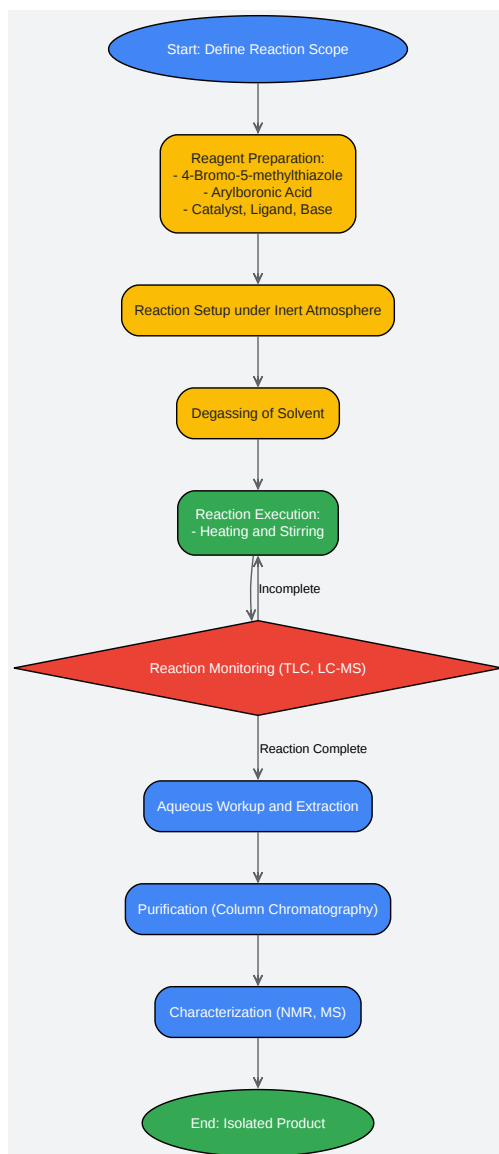 Start: Define Reaction Scope
Reagent Preparation:
- 4-Bromo-5-methylthiazole
- Arylboronic Acid
- Catalyst, Ligand, Base
Reaction Setup under Inert Atmosphere
Degassing of Solvent
Reaction Execution:
- Heating and Stirring
Incomplete
Reaction Monitoring (TLC, LC-MS)
Reaction Complete
Aqueous Workup and Extraction
Purification (Column Chromatography)
Characterization (NMR, MS)
End: Isolated Product